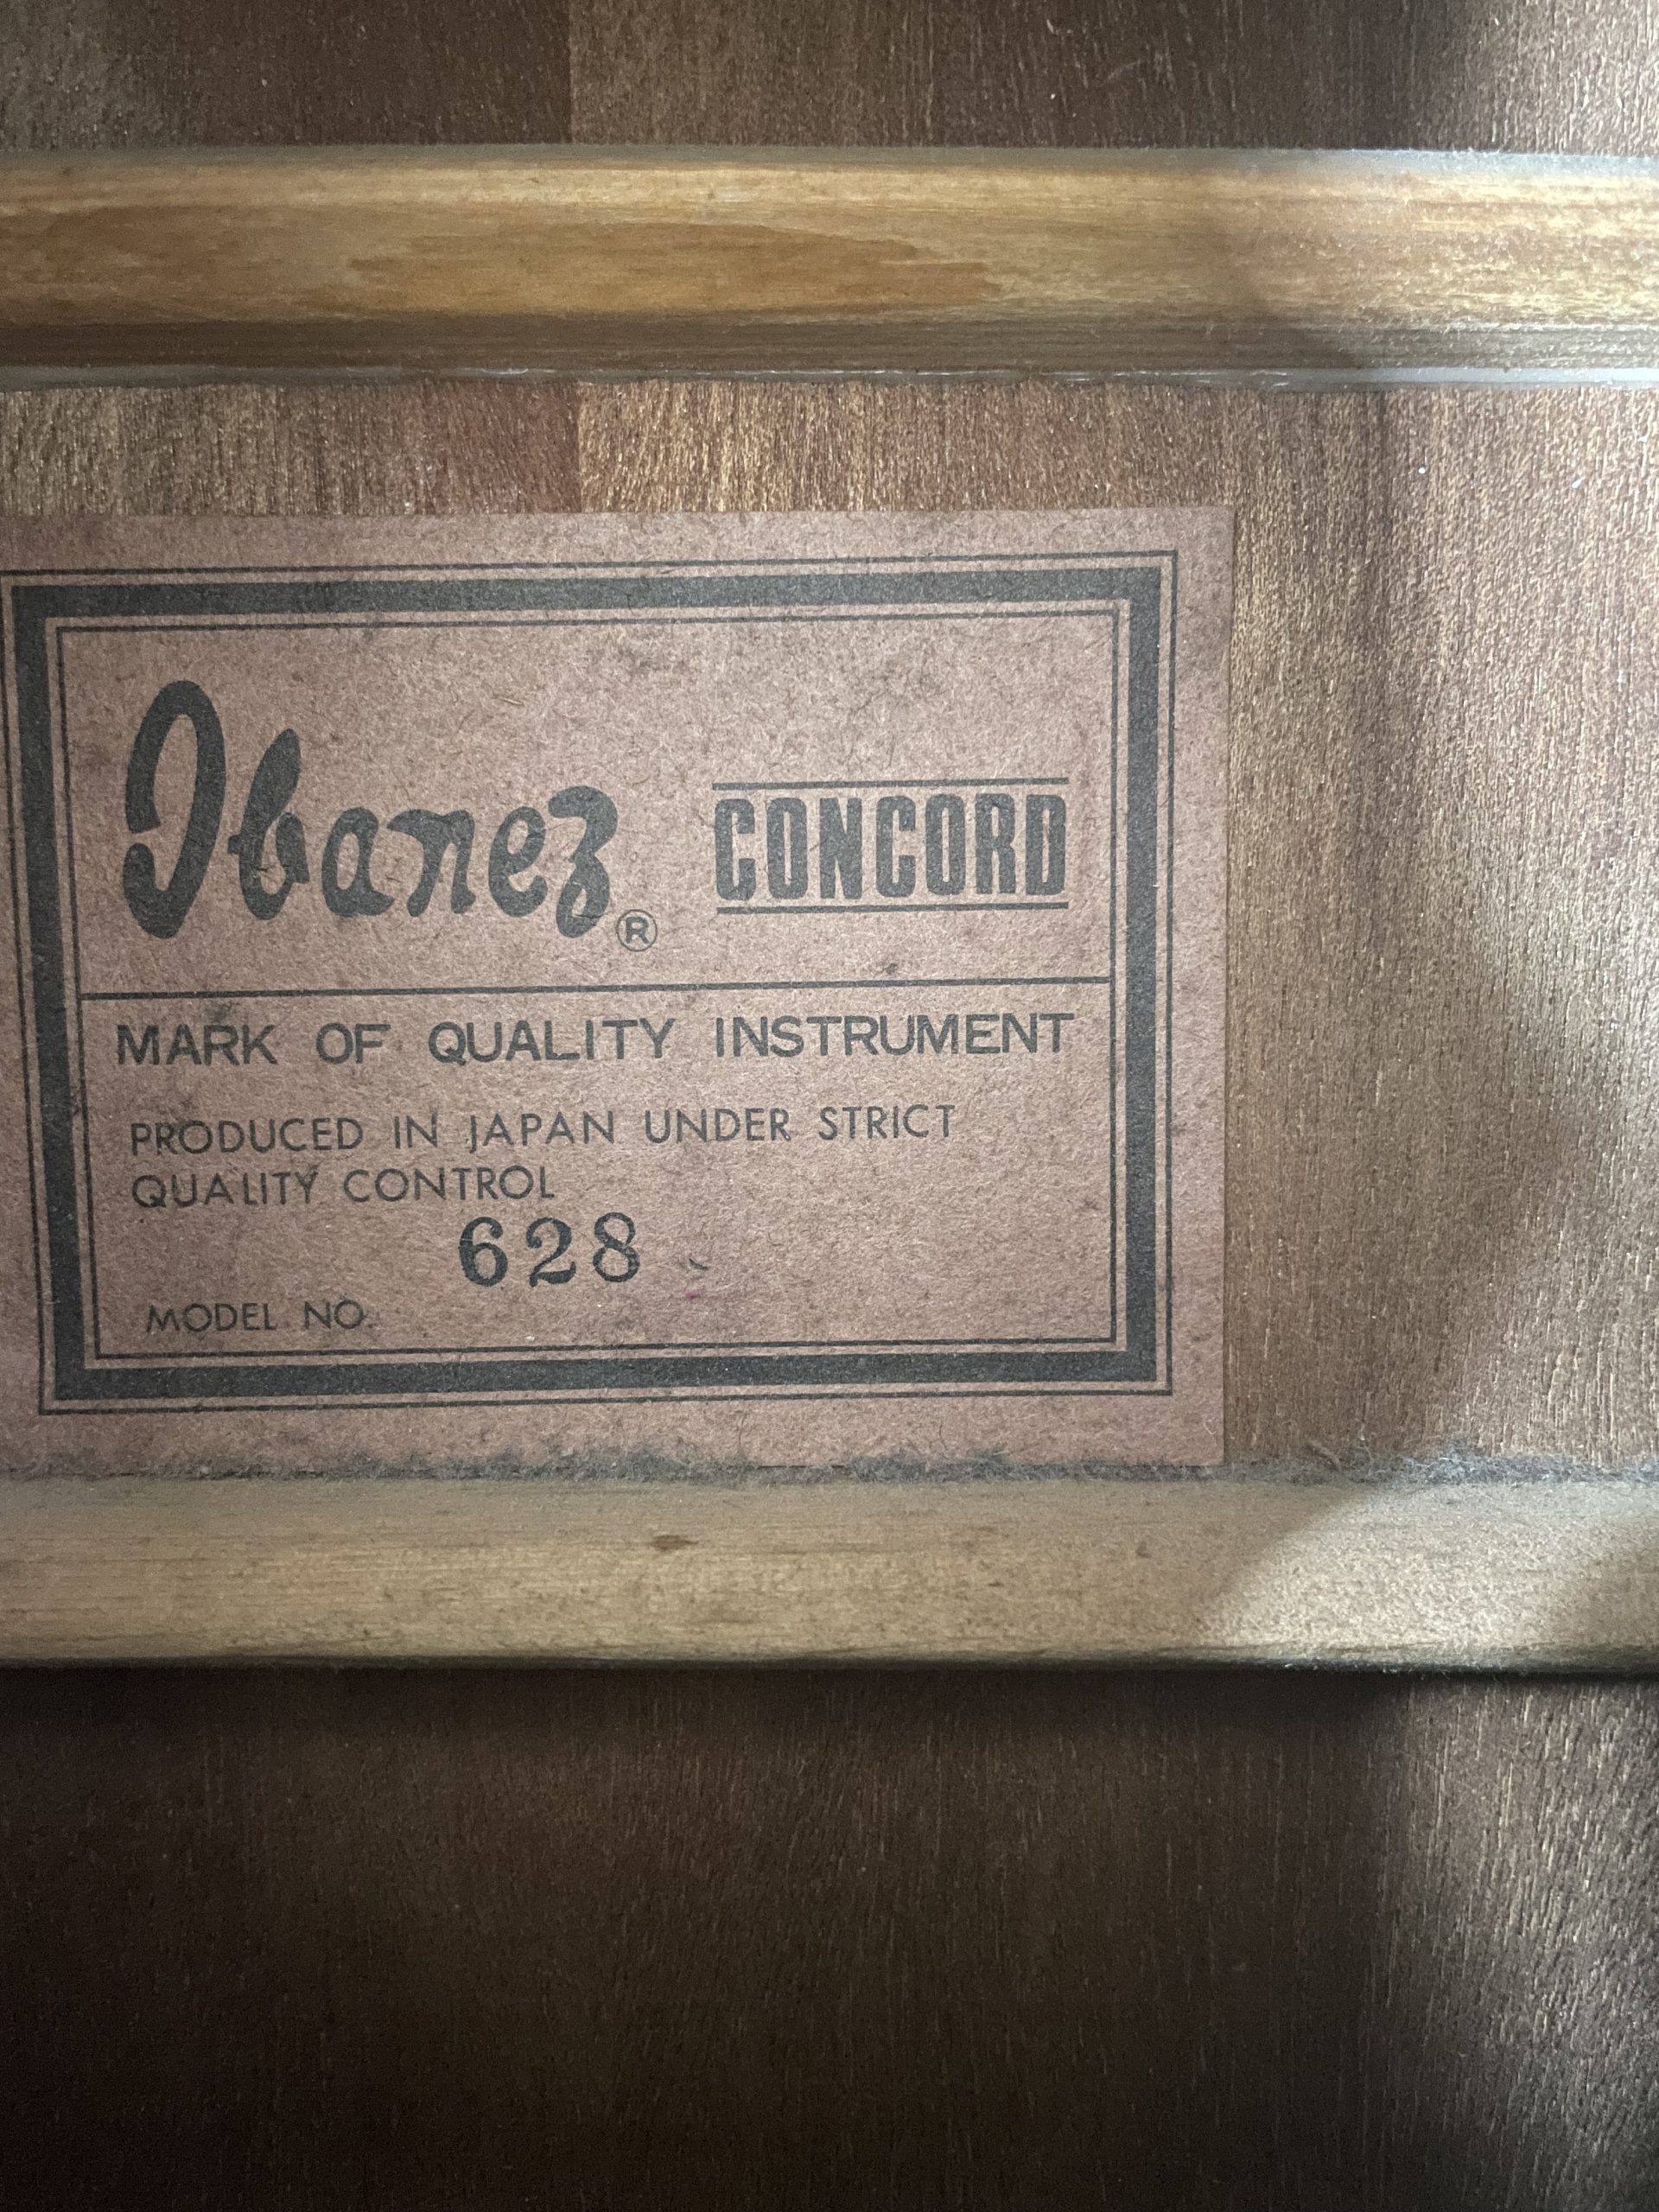 Ibanez® CONCORD
MARK OF QUALITY INSTRUMENT
PRODUCED IN JAPAN UNDER STRICT
QUALITY CONTROL
628
MODEL NO.